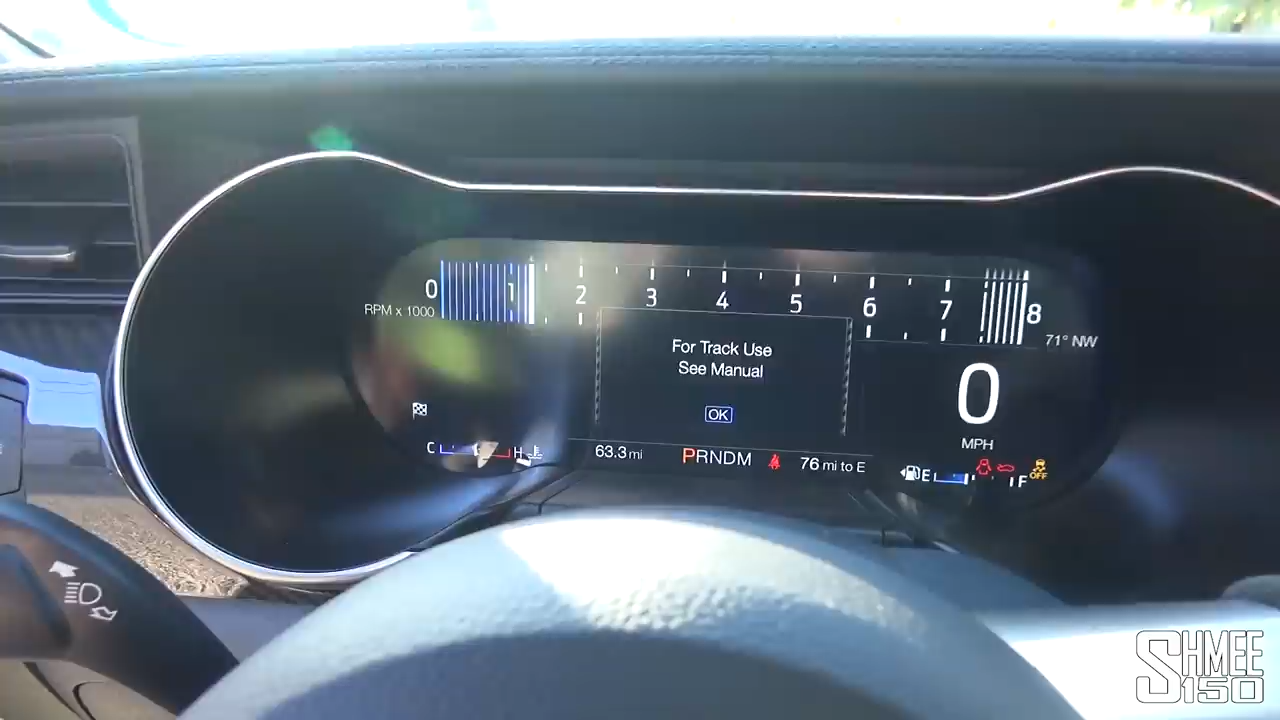 0 1 2 3 4 5 6 7 8
RPM x 1000
71° NW
For Track Use
See Manual
OK
0
MPH
C H
63.3 mi
PRNDM
76 mi to E
E F
OFF
SHMEE
150